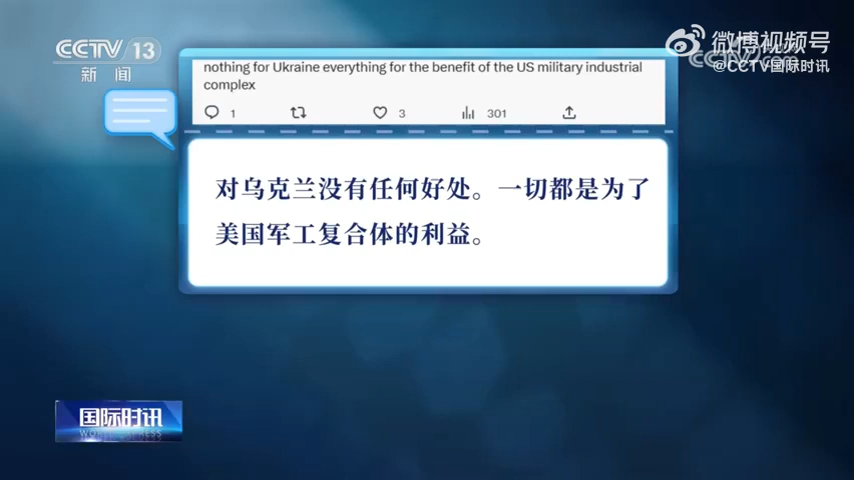 CCTV 13
新闻
微博视频号
@CCTV国际时讯
nothing for Ukraine everything for the benefit of the US military industrial
complex
1 3 301
对乌克兰没有任何好处。一切都是为了
美国军工复合体的利益。
国际时讯